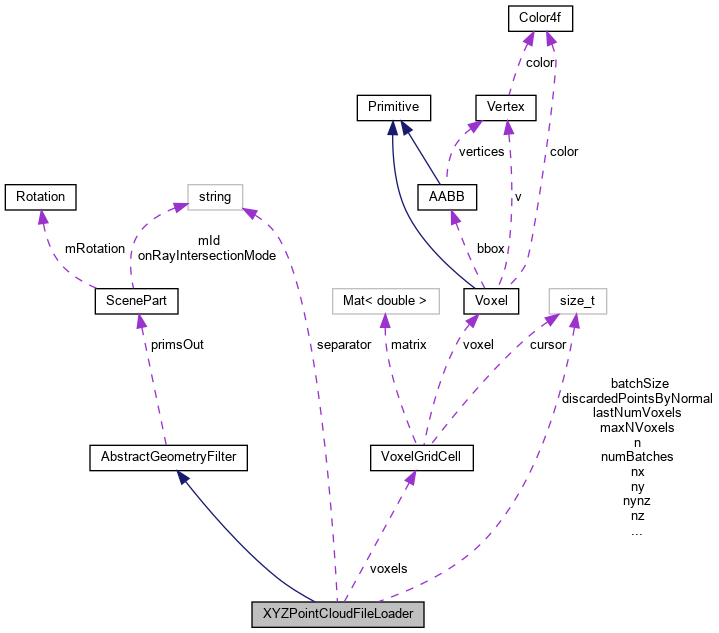 Color4f
color
Primitive
Vertex
vertices
color
Rotation
string
AABB
v
mRotation
mId
onRayIntersectionMode
bbox
ScenePart
Mat< double >
Voxel
size_t
primsOut
separator
matrix
voxel
cursor
batchSize
discardedPointsByNormal
lastNumVoxels
maxNVoxels
n
numBatches
nx
ny
nynz
nz
...
AbstractGeometryFilter
VoxelGridCell
voxels
XYZPointCloudFileLoader